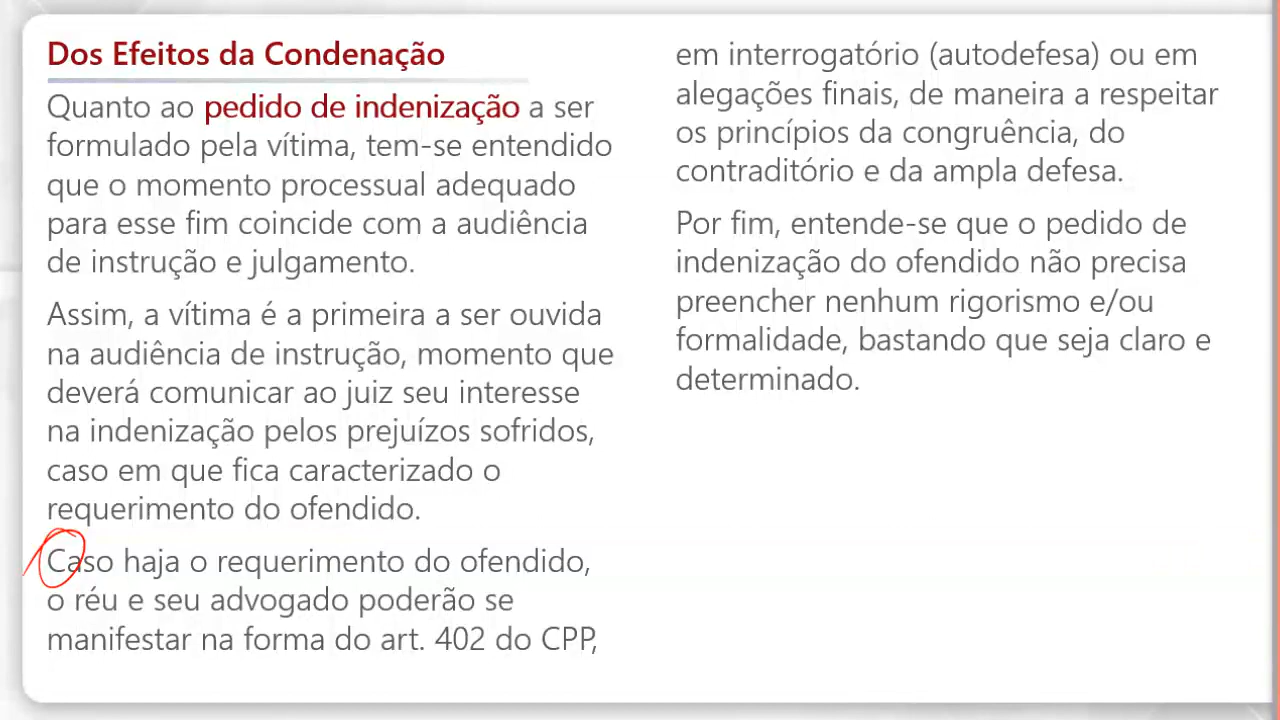 Dos Efeitos da Condenação
Quanto ao pedido de indenização a ser
formulado pela vítima, tem-se entendido
que o momento processual adequado
para esse fim coincide com a audiência
de instrução e julgamento.
Assim, a vítima é a primeira a ser ouvida
na audiência de instrução, momento que
deverá comunicar ao juiz seu interesse
na indenização pelos prejuízos sofridos,
caso em que fica caracterizado o
requerimento do ofendido.
Caso haja o requerimento do ofendido,
o réu e seu advogado poderão se
manifestar na forma do art. 402 do CPP,
em interrogatório (autodefesa) ou em
alegações finais, de maneira a respeitar
os princípios da congruência, do
contraditório e da ampla defesa.
Por fim, entende-se que o pedido de
indenização do ofendido não precisa
preencher nenhum rigorismo e/ou
formalidade, bastando que seja claro e
determinado.